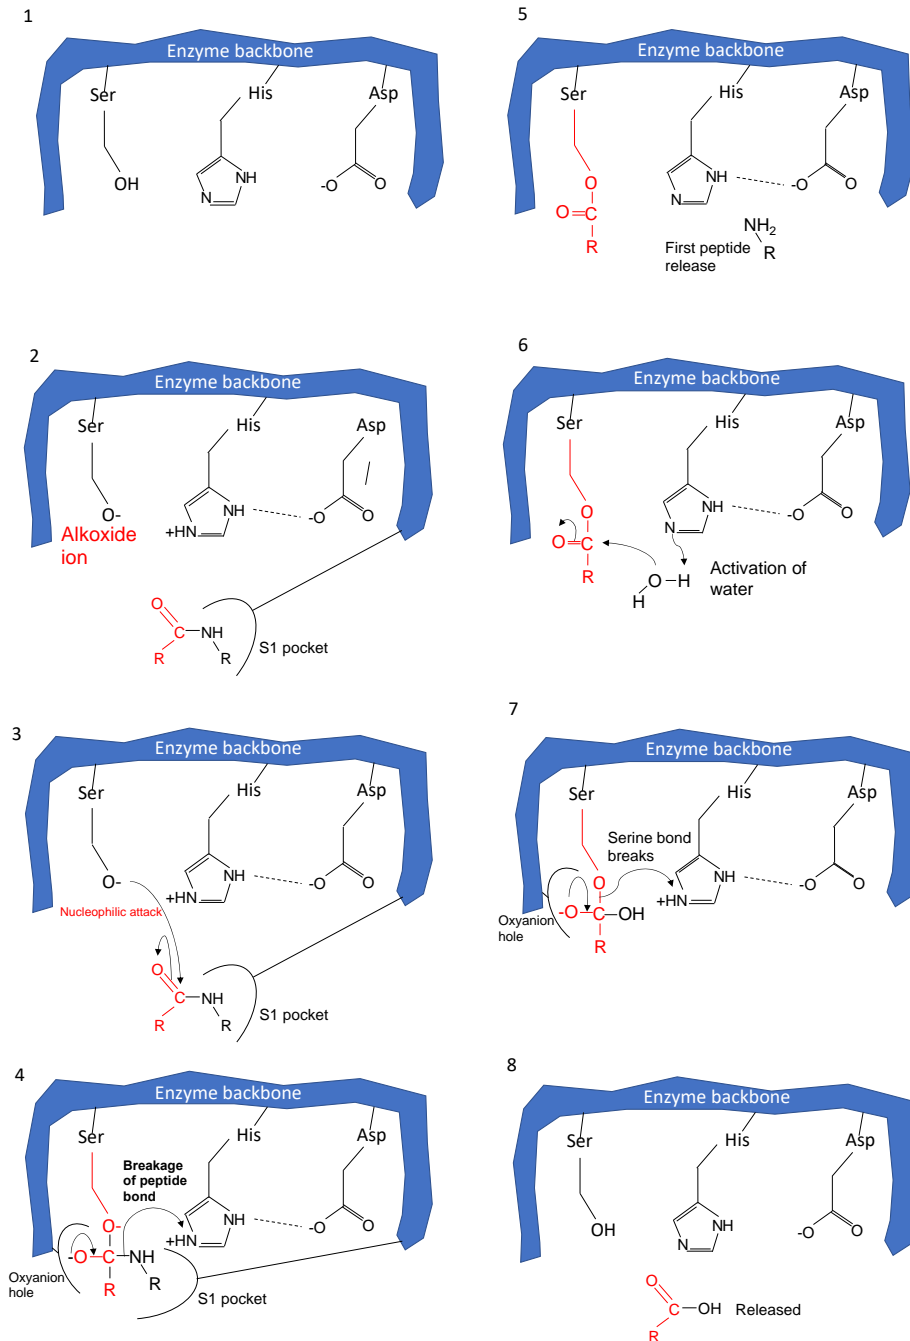 1
Enzyme backbone
Ser
His
Asp
OH
N
NH
-O
O
2
Enzyme backbone
Ser
His
Asp
O-
Alkoxide
ion
+HN
NH
-O
O
O
C
NH
R
R
S1 pocket
3
Enzyme backbone
Ser
His
Asp
O-
+HN
NH
-O
O
Nucleophilic attack
O
C
NH
R
R
S1 pocket
4
Enzyme backbone
Ser
His
Asp
Breakage
of peptide
bond
O-
+HN
NH
-O
O
-O
C
NH
R
R
Oxyanion
hole
S1 pocket
5
Enzyme backbone
Ser
His
Asp
O
N
NH
-O
O
O
C
R
First peptide
release
NH2
R
6
Enzyme backbone
Ser
His
Asp
O
N
NH
-O
O
O
C
R
O
H
H
Activation of
water
7
Enzyme backbone
Ser
His
Asp
Serine bond
breaks
O
+HN
NH
-O
O
-O
C
OH
R
Oxyanion
hole
8
Enzyme backbone
Ser
His
Asp
OH
N
NH
-O
O
O
OH
R
Released